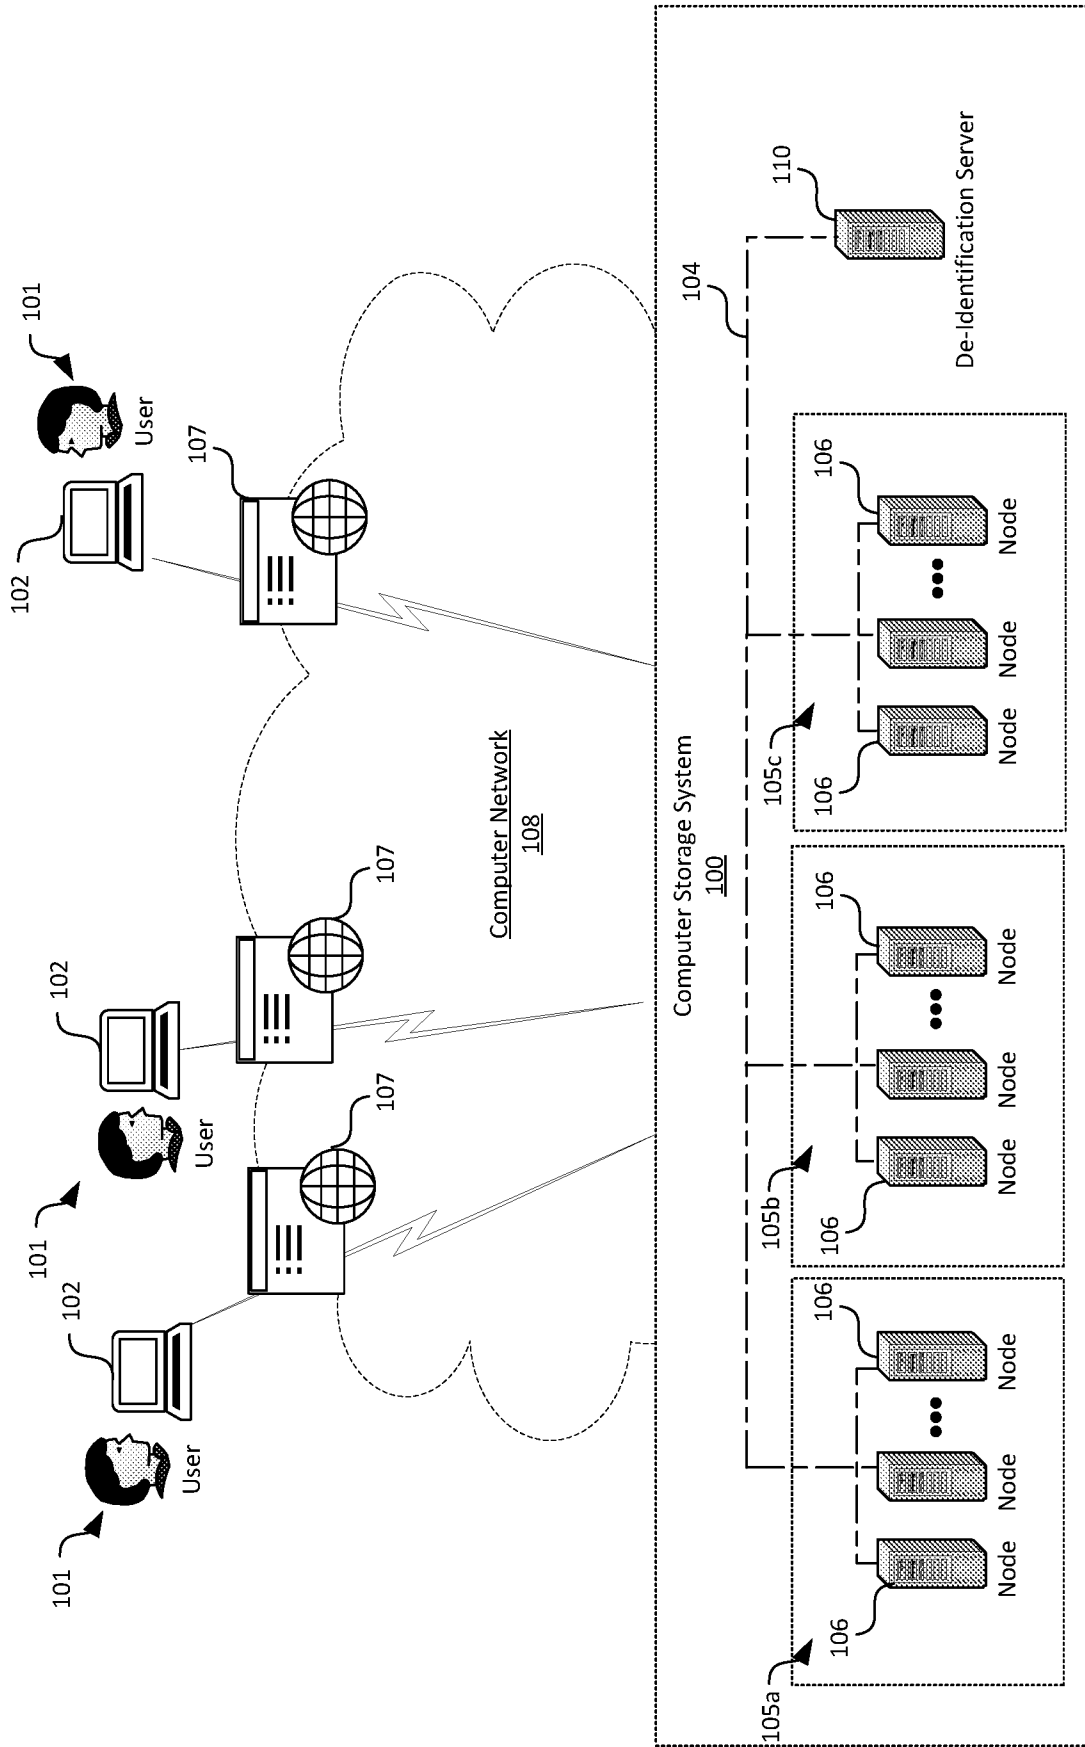 102
101
101
102
101
102
User
User
User
107
107
107
Computer Network
108
Computer Storage System
100
104
110
105a
105b
105c
106
106
106
106
106
106
De-Identification Server
Node
Node
Node
Node
Node
Node
Node
Node
Node